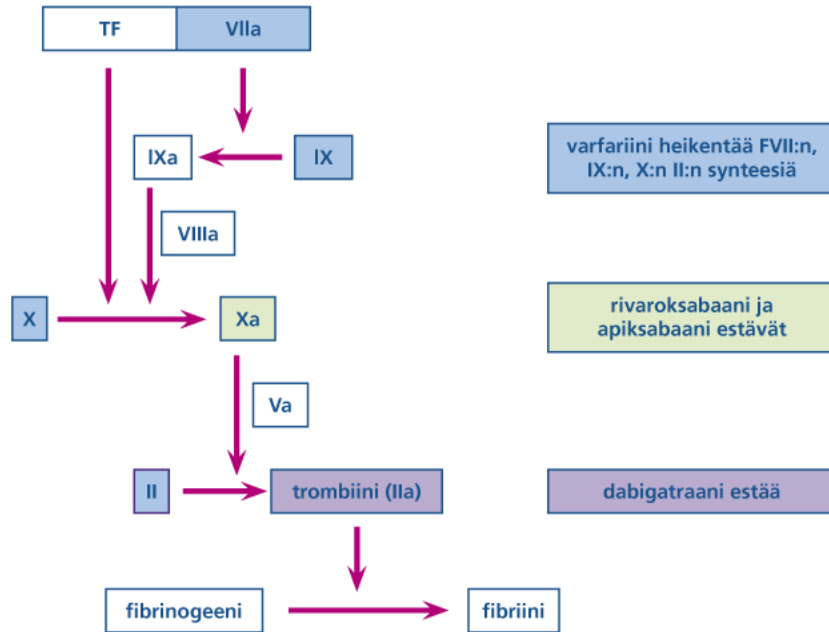 TF
VIIa
IXa
IX
varfariini heikentää FVII:n,
IX:n, X:n II:n synteesiä
VIIIa
X
Xa
rivaroksabaani ja
apiksabaani estävät
Va
II
trombiini (IIa)
dabigatraani estää
fibrinogeeni
fibriini